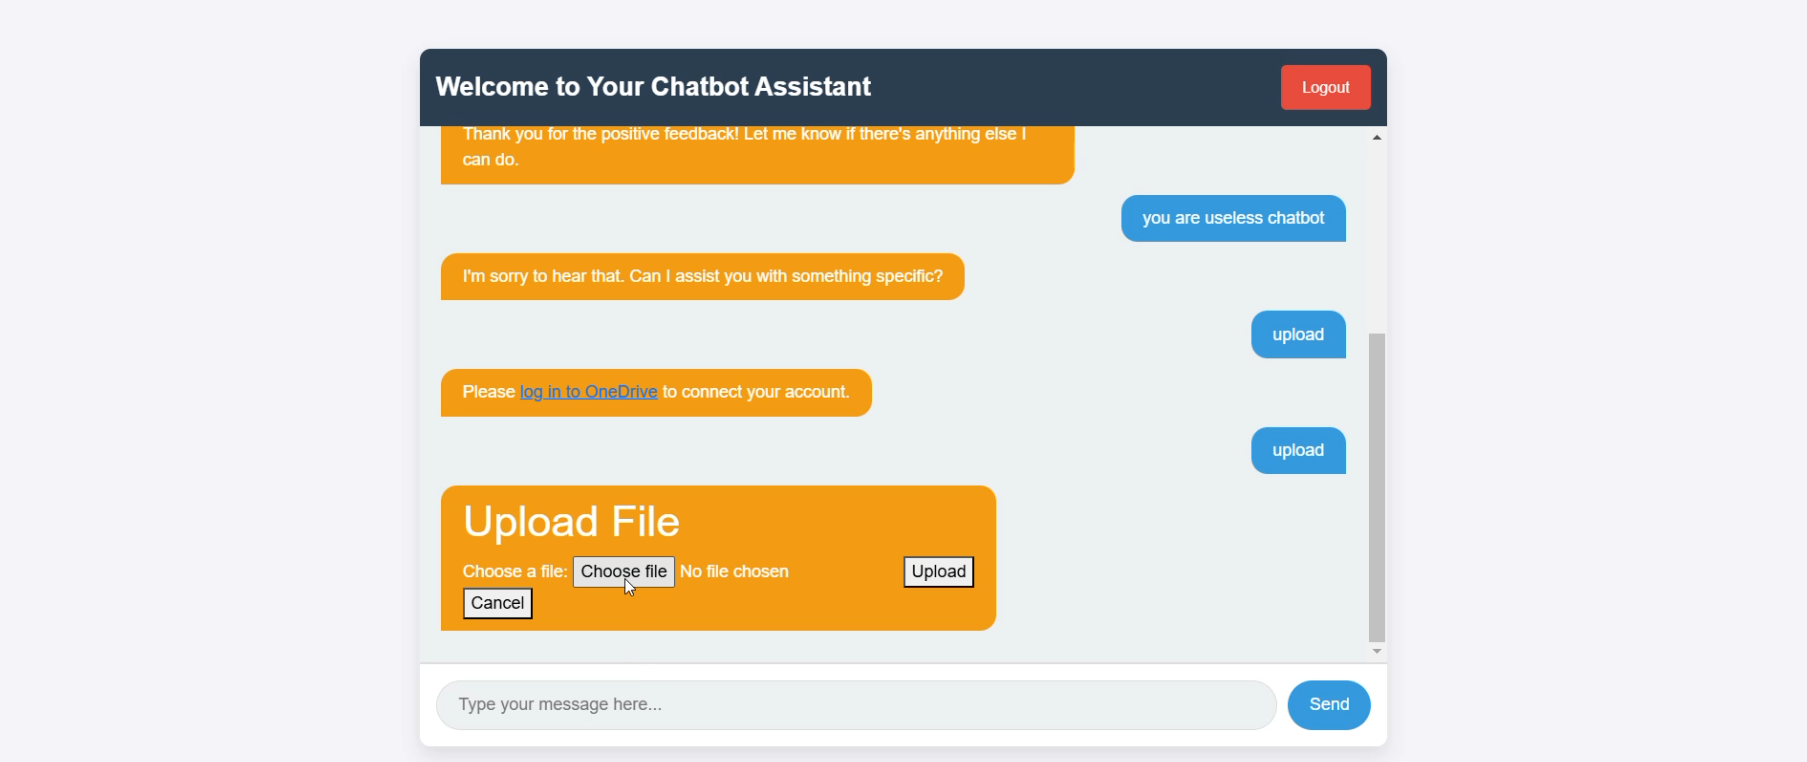 Welcome to Your Chatbot Assistant
Logout
Thank you for the positive feedback! Let me know if there's anything else I
can do.
you are useless chatbot
I'm sorry to hear that. Can I assist you with something specific?
upload
Please log in to OneDrive to connect your account.
upload
Upload File
Choose a file: Choose file No file chosen Upload
Cancel
Type your message here...
Send